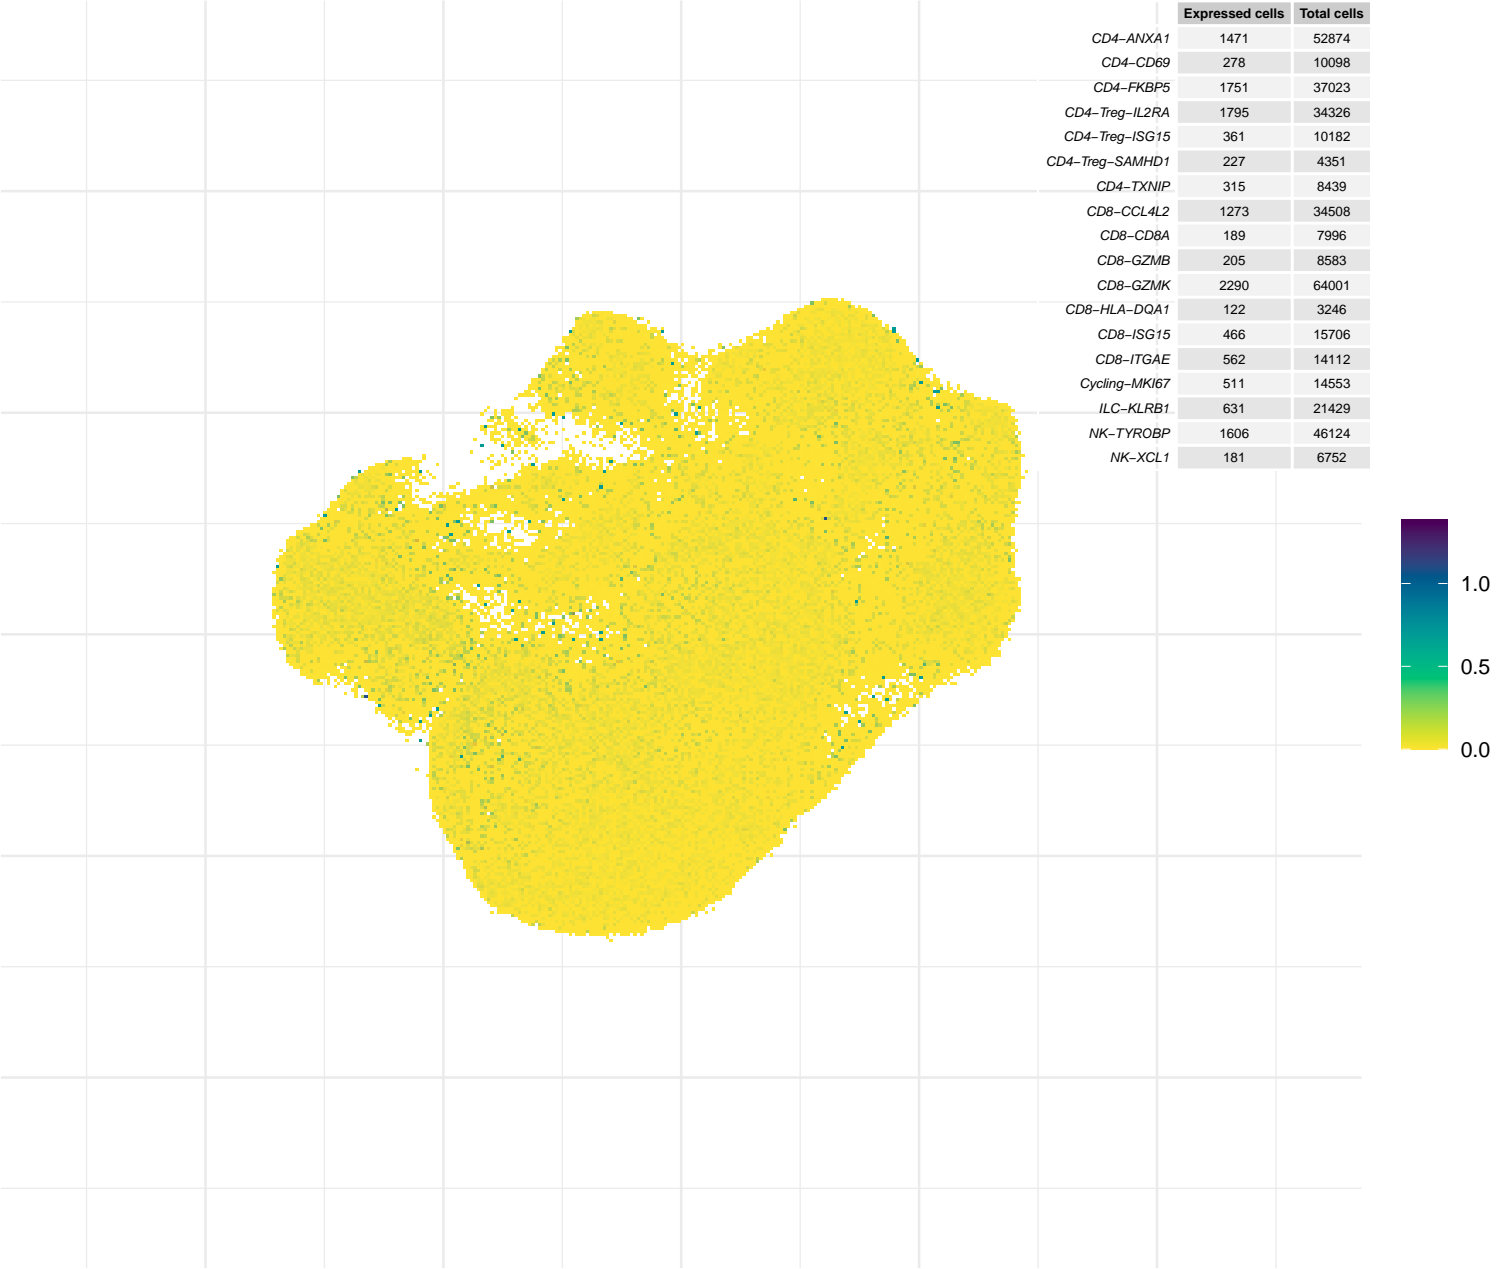 Expressed cells Total cells
CD4−ANXA1 1471 52874
CD4−CD69 278 10098
CD4−FKBP5 1751 37023
CD4−Treg−IL2RA 1795 34326
CD4−Treg−ISG15 361 10182
CD4−Treg−SAMHD1 227 4351
CD4−TXNIP 315 8439
CD8−CCL4L2 1273 34508
CD8−CD8A 189 7996
CD8−GZMB 205 8583
CD8−GZMK 2290 64001
CD8−HLA−DQA1 122 3246
CD8−ISG15 466 15706
CD8−ITGAE 562 14112
Cycling−MKI67 511 14553
ILC−KLRB1 631 21429
NK−TYROBP 1606 46124
NK−XCL1 181 6752
1.0
0.5
0.0